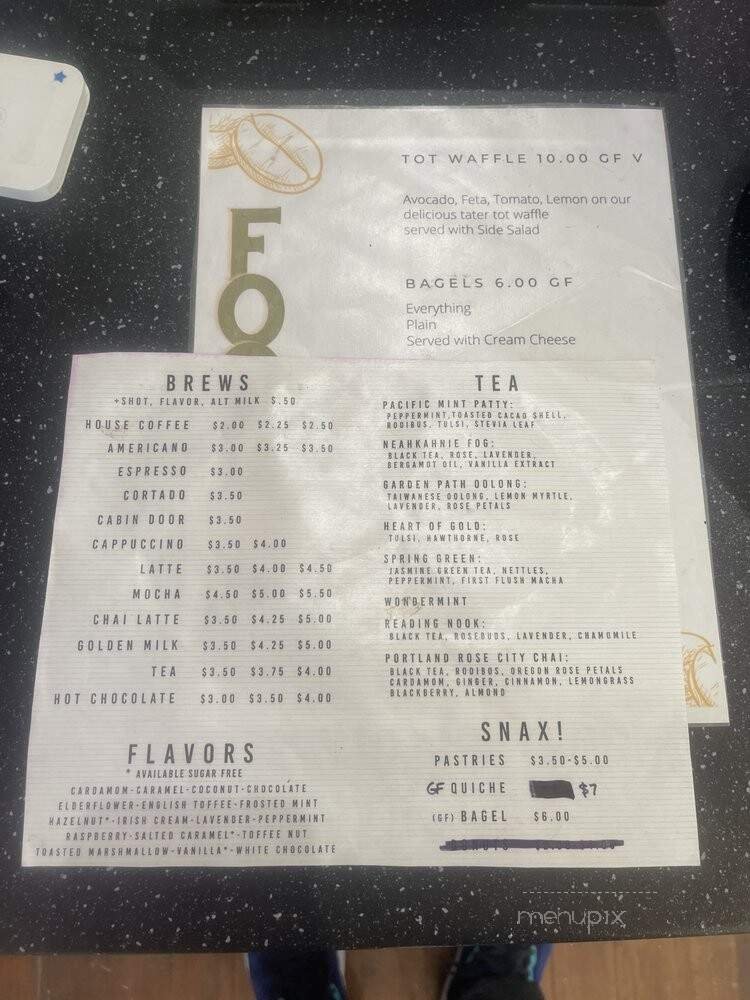 TOT WAFFLE 10.00 GF V
Avocado, Feta, Tomato, Lemon on our
delicious tater tot waffle
served with Side Salad
BAGELS 6.00 GF
Everything
Plain
Served with Cream Cheese
FO
BREWS
+SHOT, FLAVOR, ALT MILK $.50
HOUSE COFFEE $2.00 $2.25 $2.50
AMERICANO $3.00 $3.25 $3.50
ESPRESSO $3.00
CORTADO $3.50
CABIN DOOR $3.50
CAPPUCCINO $3.50 $4.00
LATTE $3.50 $4.00 $4.50
MOCHA $4.50 $5.00 $5.50
CHAI LATTE $3.50 $4.25 $5.00
GOLDEN MILK $3.50 $4.25 $5.00
TEA $3.50 $3.75 $4.00
HOT CHOCOLATE $3.00 $3.50 $4.00
FLAVORS
* AVAILABLE SUGAR FREE
CARDAMOM-CARAMEL-COCONUT-CHOCOLATE
ELDERFLOWER-ENGLISH TOFFEE-FROSTED MINT
HAZELNUT*-IRISH CREAM-LAVENDER-PEPPERMINT
RASPBERRY-SALTED CARAMEL*-TOFFEE NUT
TOASTED MARSHMALLOW-VANILLA*-WHITE CHOCOLATE
TEA
PACIFIC MINT PATTY:
PEPPERMINT,TOASTED CACAO SHELL,
ROOIBUS, TULSI, STEVIA LEAF
NEAHKAHNIE FOG:
BLACK TEA, ROSE, LAVENDER,
BERGAMOT OIL, VANILLA EXTRACT
GARDEN PATH OOLONG:
TAIWANESE OOLONG, LEMON MYRTLE,
LAVENDER, ROSE PETALS
HEART OF GOLD:
TULSI, HAWTHORNE, ROSE
SPRING GREEN:
JASMINE GREEN TEA, NETTLES,
PEPPERMINT, FIRST FLUSH MACHA
WONDERMINT
READING NOOK:
BLACK TEA, ROSEBUDS, LAVENDER, CHAMOMILE
PORTLAND ROSE CITY CHAI:
BLACK TEA, ROOIBOS, OREGON ROSE PETALS
CARDAMOM, GINGER, CINNAMON, LEMONGRASS
BLACKBERRY, ALMOND
SNAX!
PASTRIES $3.50-$5.00
GF QUICHE $7
(GF) BAGEL $6.00
menupix